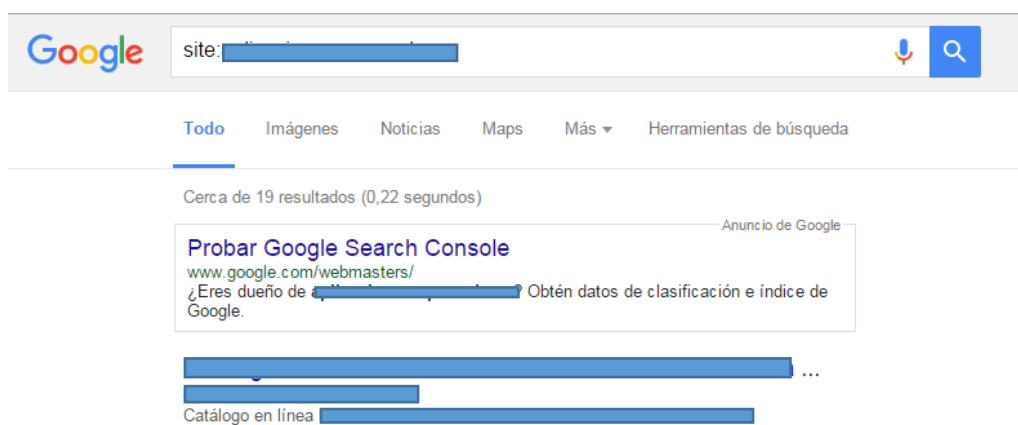 Google
site:
Todo Imágenes Noticias Maps Más Herramientas de búsqueda
Cerca de 19 resultados (0,22 segundos)
Anuncio de Google
Probar Google Search Console
www.google.com/webmasters/
¿Eres dueño de ? Obtén datos de clasificación e índice de
Google.
...
Catálogo en línea